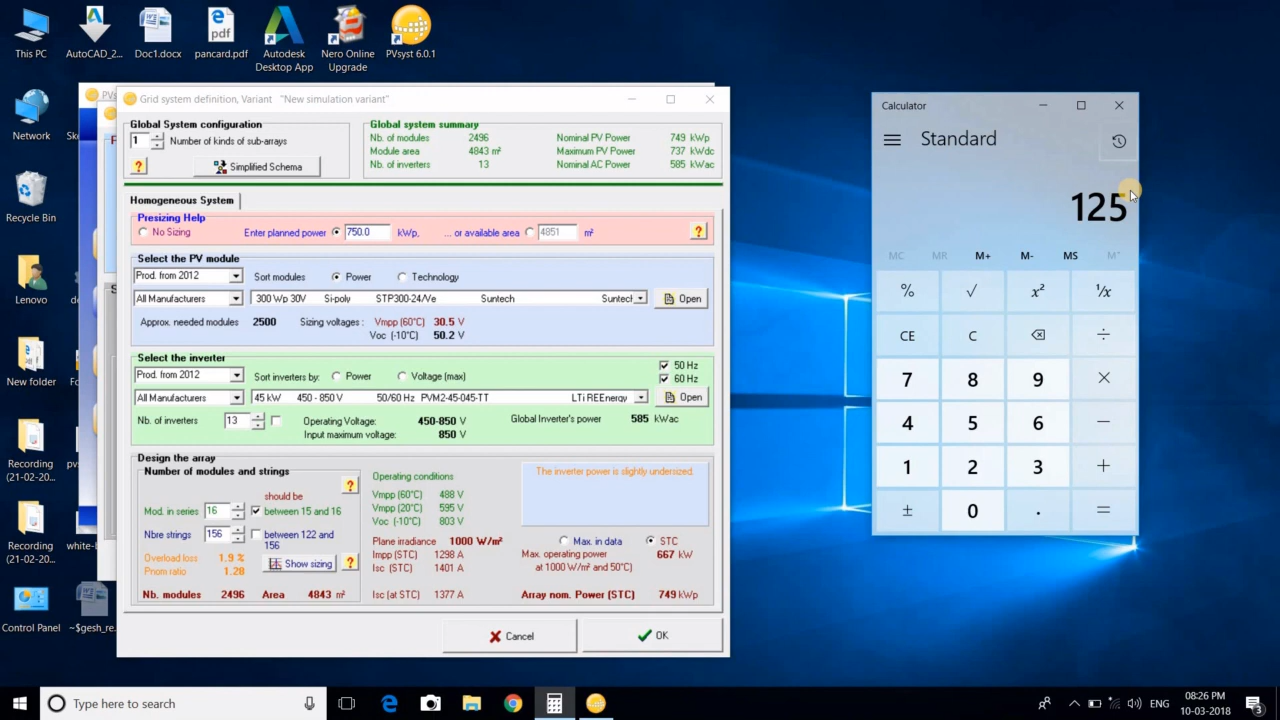 This PC
AutoCAD_2...
Doc1.docx
pancard.pdf
Autodesk Desktop App
Nero Online Upgrade
PVsyst 6.0.1
Network
Recycle Bin
Lenovo
New folder
Recording (21-02-20...
Recording (21-02-20...
Control Panel
~$gesh_re...
white-l
Grid system definition, Variant "New simulation variant"
Global System configuration
1 Number of kinds of sub-arrays
? Simplified Schema
Global system summary
Nb. of modules 2496 Nominal PV Power 749 kWp
Module area 4843 m² Maximum PV Power 737 kWdc
Nb. of inverters 13 Nominal AC Power 585 kWac
Homogeneous System
Presizing Help
No Sizing Enter planned power 750.0 kWp, ... or available area 4851 m² ?
Select the PV module
Prod. from 2012 Sort modules Power Technology
All Manufacturers 300 Wp 30V Si-poly STP300-24/Ve Suntech Suntech Open
Approx. needed modules 2500 Sizing voltages : Vmpp (60°C) 30.5 V
Voc (-10°C) 50.2 V
Select the inverter
50 Hz
Prod. from 2012 Sort inverters by: Power Voltage (max) 60 Hz
All Manufacturers 45 kW 450 - 850 V 50/60 Hz PVM2-45-045-TT LTi REEnergy Open
Nb. of inverters 13 Operating Voltage: 450-850 V Global Inverter's power 585 kWac
Input maximum voltage: 850 V
Design the array
Number of modules and strings
?
should be
Mod. in series 16 between 15 and 16
Nbre strings 156 between 122 and 156
Overload loss 1.9 %
Pnom ratio 1.28
Show sizing ?
Nb. modules 2496 Area 4843 m²
Operating conditions
Vmpp (60°C) 488 V
Vmpp (20°C) 595 V
Voc (-10°C) 803 V
Plane irradiance 1000 W/m²
Impp (STC) 1298 A
Isc (STC) 1401 A
Isc (at STC) 1377 A
The inverter power is slightly undersized.
Max. in data STC
Max. operating power 667 kW
at 1000 W/m² and 50°C)
Array nom. Power (STC) 749 kWp
Cancel
OK
Calculator
Standard
125
MC MR M+ M- MS M˅
% √ x² ¹/x
CE C ÷
7 8 9 ×
4 5 6 −
1 2 3 +
± 0 . =
Type here to search
ENG
08:26 PM
10-03-2018
3